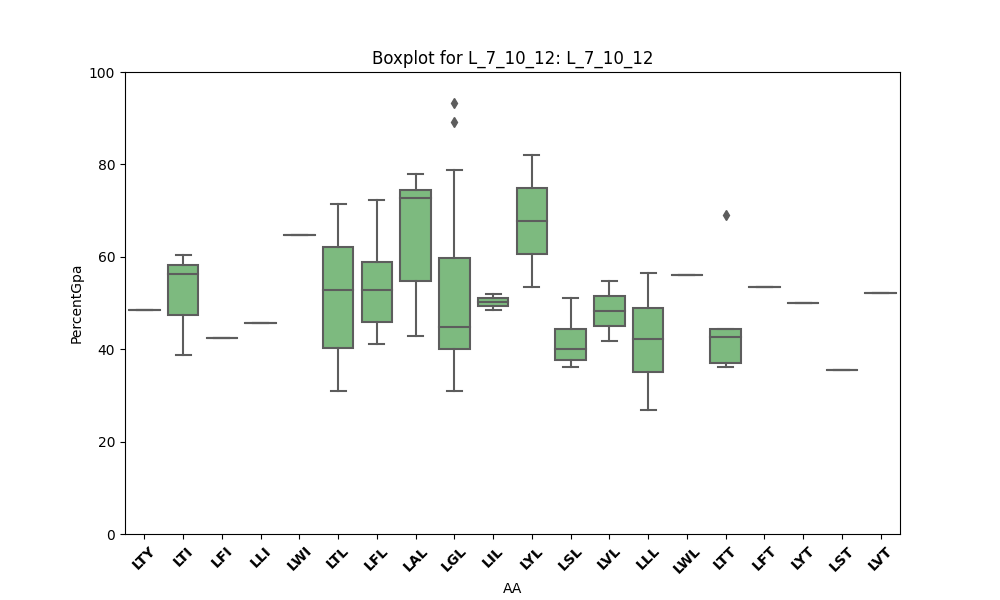 Boxplot for L_7_10_12: L_7_10_12
100
80
60
40
20
0
PercentGpa
LTY LTI LFI LLI LWI LTL LFL LAL LGL LIL LYL LSL LVL LLL LWL LTT LFT LYT LST LVT
AA